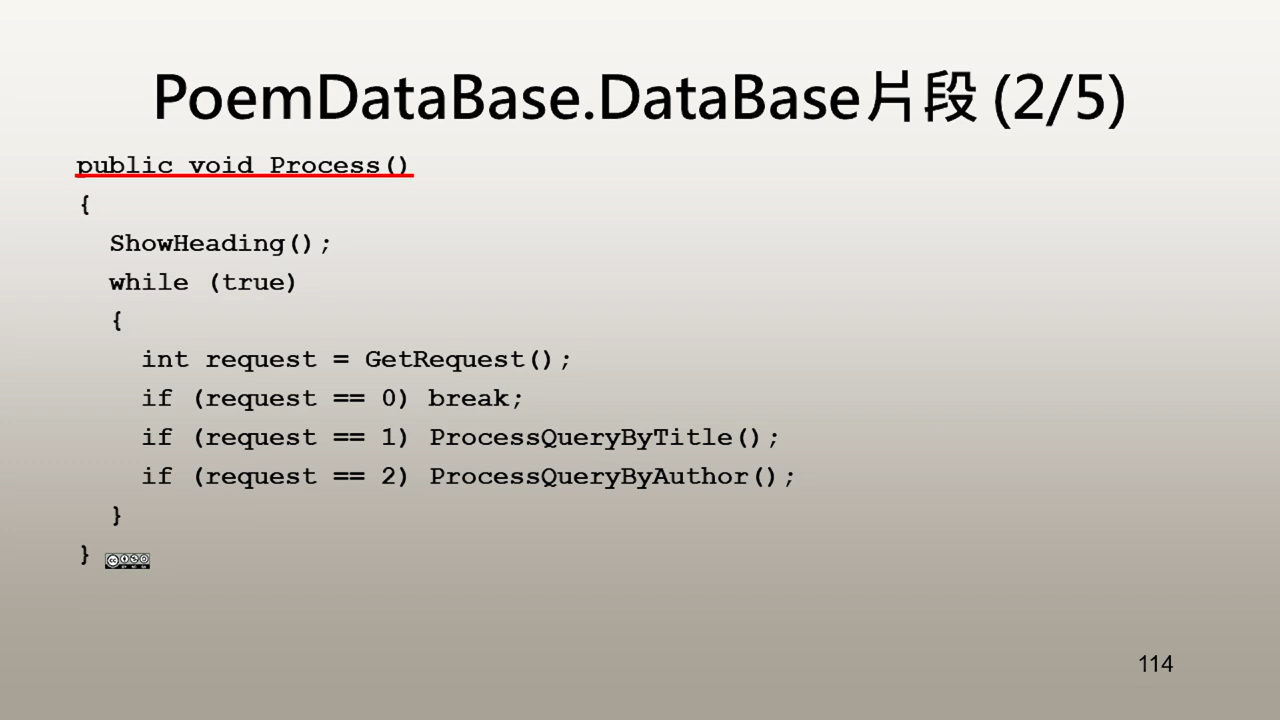 PoemDataBase.DataBase片段 (2/5)
public void Process()
{
ShowHeading();
while (true)
{
int request = GetRequest();
if (request == 0) break;
if (request == 1) ProcessQueryByTitle();
if (request == 2) ProcessQueryByAuthor();
}
}
114